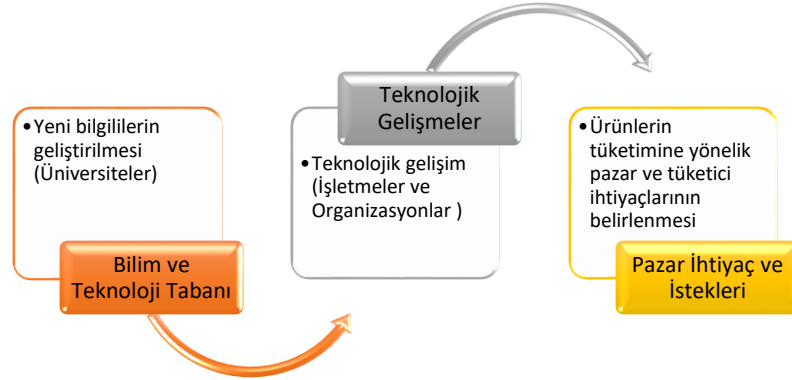 •Yeni bilgililerin
geliştirilmesi
(Üniversiteler)
Bilim ve
Teknoloji Tabanı
Teknolojik
Gelişmeler
•Teknolojik gelişim
(İşletmeler ve
Organizasyonlar )
•Ürünlerin
tüketimine yönelik
pazar ve tüketici
ihtiyaçlarının
belirlenmesi
Pazar İhtiyaç ve
İstekleri